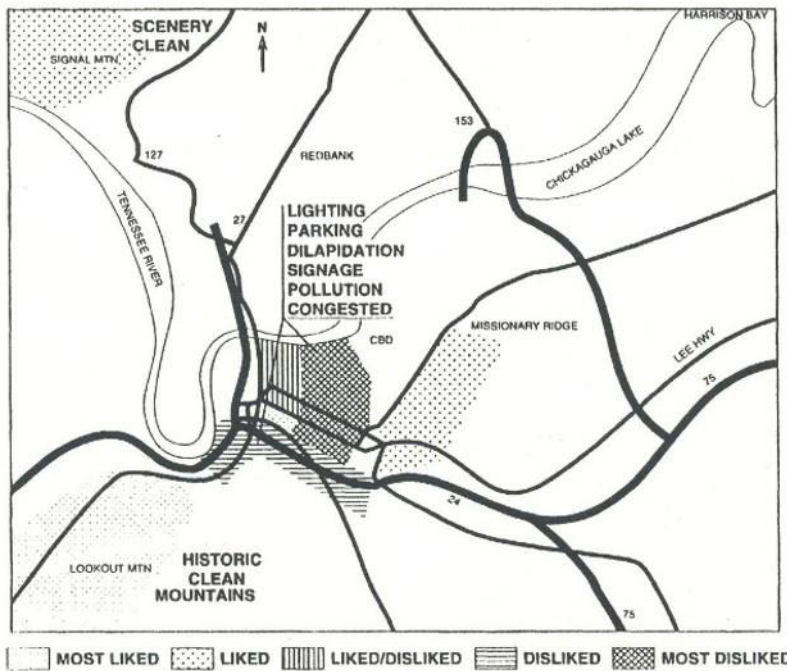 HARRISON BAY
SCENERY
CLEAN
N
SIGNAL MTN.
153
127
REDBANK
CHICKAGAUGA LAKE
TENNESSEE RIVER
27
LIGHTING
PARKING
DILAPIDATION
SIGNAGE
POLLUTION
CONGESTED
MISSIONARY RIDGE
CBD
LEE HWY
75
24
HISTORIC
CLEAN
MOUNTAINS
LOOKOUT MTN
75
MOST LIKED
LIKED
LIKED/DISLIKED
DISLIKED
MOST DISLIKED